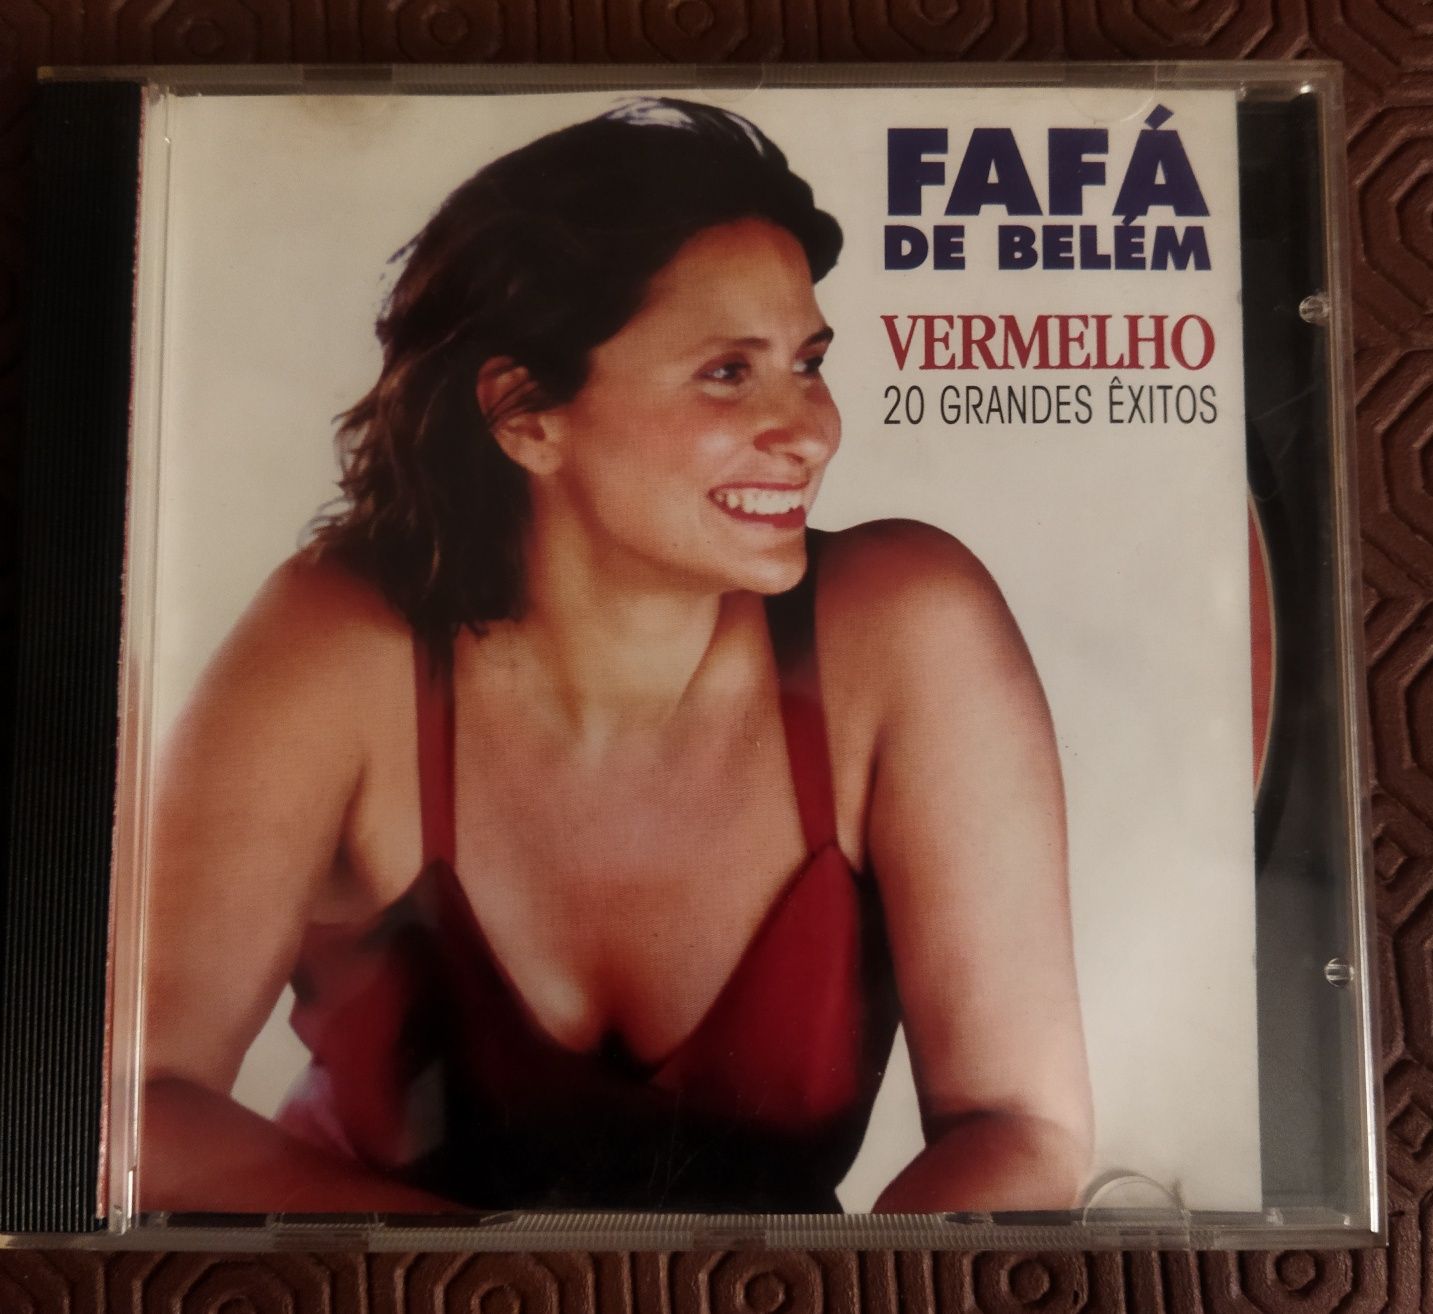 FAFÁ
DE BELÉM
VERMELHO
20 GRANDES ÊXITOS